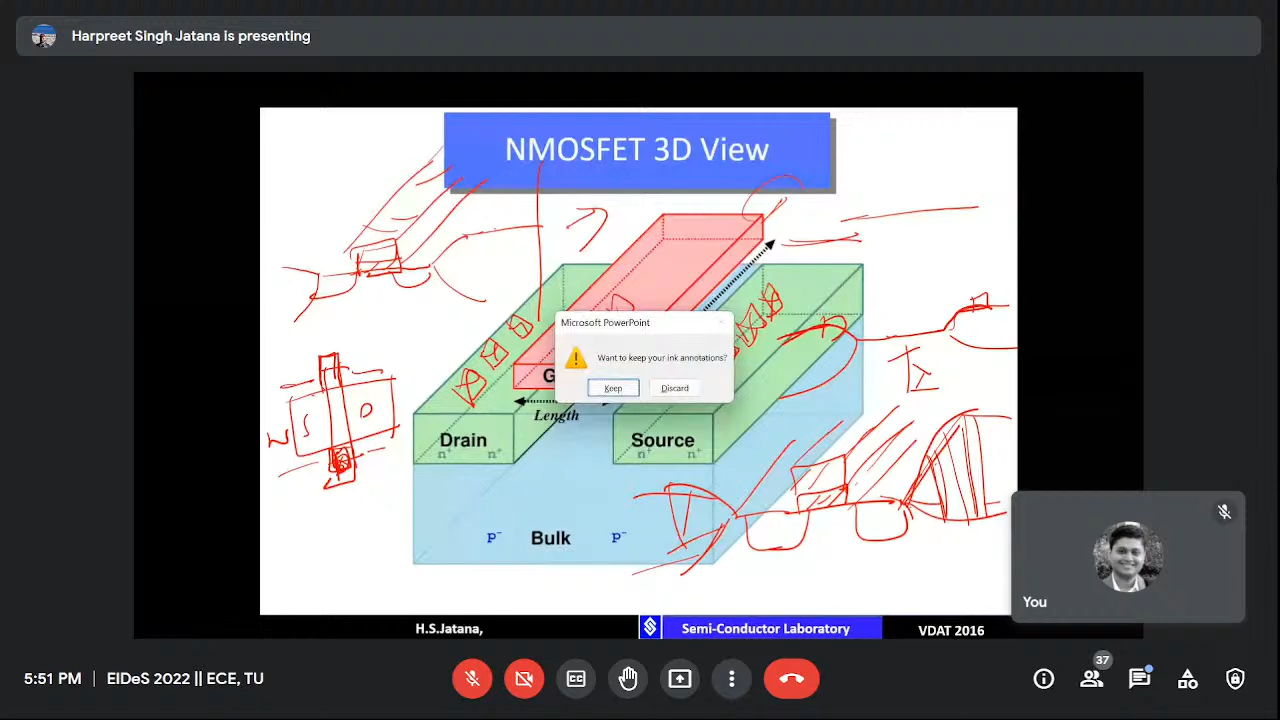 Harpreet Singh Jatana is presenting
NMOSFET 3D View
Microsoft PowerPoint
Want to keep your ink annotations?
Keep
Discard
G
Length
S
D
Drain
n⁺ n⁺
Source
n⁺ n⁺
p⁻ Bulk p⁻
You
H.S.Jatana,
Semi-Conductor Laboratory
VDAT 2016
5:51 PM | EIDeS 2022 || ECE, TU
CC
37